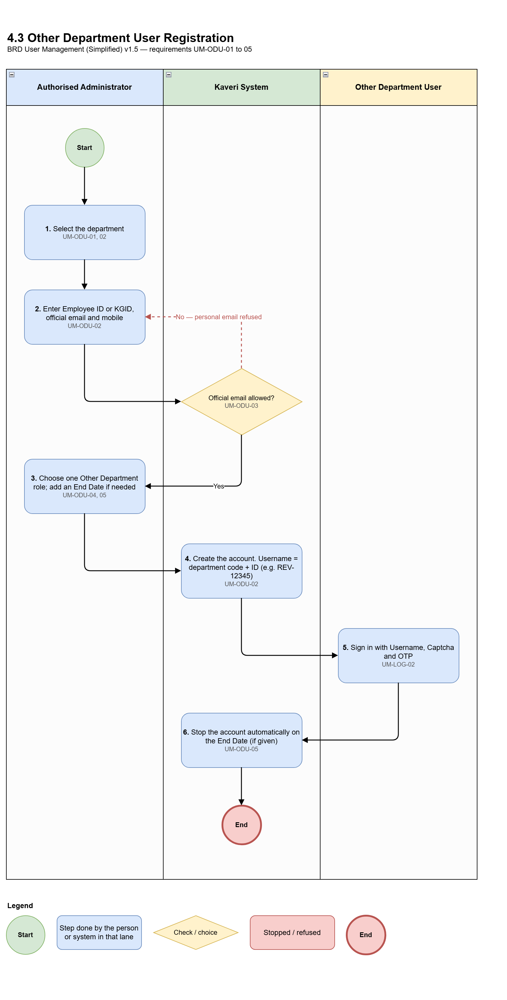 4.3 Other Department User Registration
BRD User Management (Simplified) v1.5 — requirements UM-ODU-01 to 05
Authorised Administrator
Kaveri System
Other Department User
Start
1. Select the department
UM-ODU-01, 02
2. Enter Employee ID or KGID,
official email and mobile
UM-ODU-02
No — personal email refused
Official email allowed?
UM-ODU-03
3. Choose one Other Department
role; add an End Date if needed
UM-ODU-04, 05
Yes
4. Create the account. Username =
department code + ID (e.g. REV-
12345)
UM-ODU-02
5. Sign in with Username, Captcha
and OTP
UM-LOG-02
6. Stop the account automatically on
the End Date (if given)
UM-ODU-05
End
Legend
Start
Step done by the person
or system in that lane
Check / choice
Stopped / refused
End